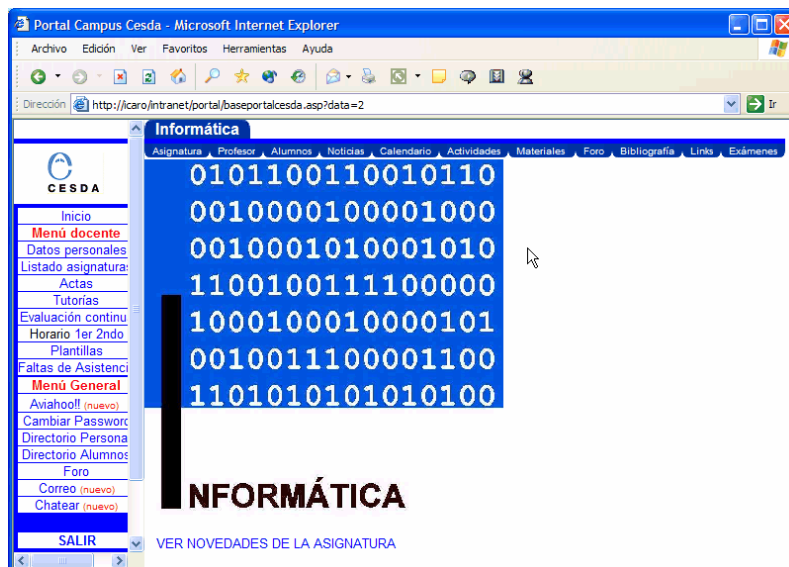 Portal Campus Cesda - Microsoft Internet Explorer
Archivo Edición Ver Favoritos Herramientas Ayuda
Dirección http://icaro/intranet/portal/baseportalcesda.asp?data=2 Ir
Informática
Asignatura Profesor Alumnos Noticias Calendario Actividades Materiales Foro Bibliografía Links Exámenes
CESDA
Inicio
Menú docente
Datos personales
Listado asignaturas
Actas
Tutorías
Evaluación continu
Horario 1er 2ndo
Plantillas
Faltas de Asistenci
Menú General
Aviahoo!! (nuevo)
Cambiar Password
Directorio Persona
Directorio Alumnos
Foro
Correo (nuevo)
Chatear (nuevo)
SALIR
0101100110010110
0010000100001000
0010001010001010
1100100111100000
1000100010000101
0010011100001100
1101010101010100
INFORMÁTICA
VER NOVEDADES DE LA ASIGNATURA